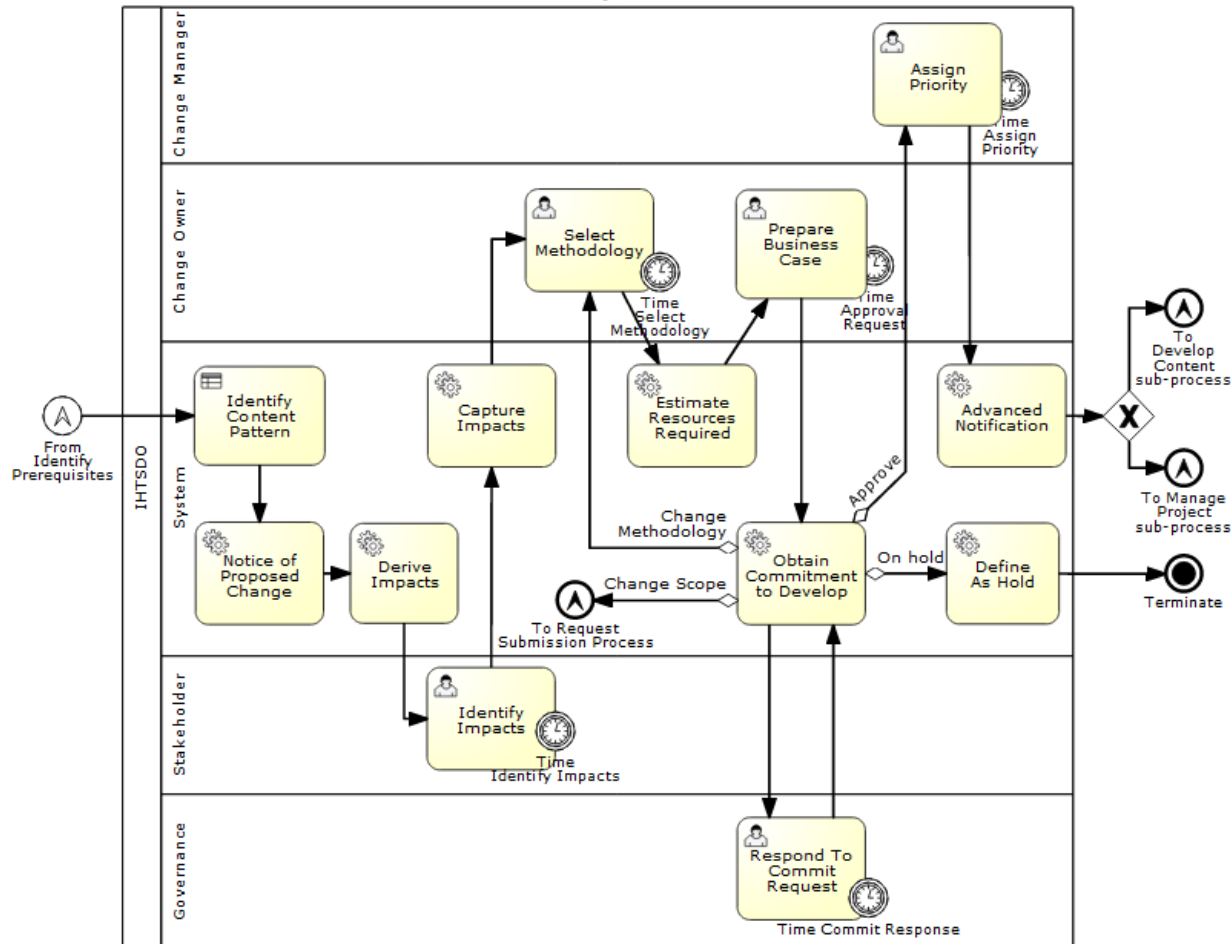 Change Manager
Assign
Priority
Time
Assign
Priority
Change Owner
Select
Methodology
Time
Select
Methodology
Prepare
Business
Case
Time
Approval
Request
IHTSDO
System
From
Identify
Prerequisites
Identify
Content
Pattern
Capture
Impacts
Estimate
Resources
Required
Advanced
Notification
X
To
Develop
Content
sub-process
To Manage
Project
sub-process
Approve
Notice of
Proposed
Change
Derive
Impacts
Change
Methodology
Change Scope
To Request
Submission Process
Obtain
Commitment
to Develop
On hold
Define
As Hold
Terminate
Stakeholder
Identify
Impacts
Time
Identify Impacts
Governance
Respond To
Commit
Request
Time Commit Response